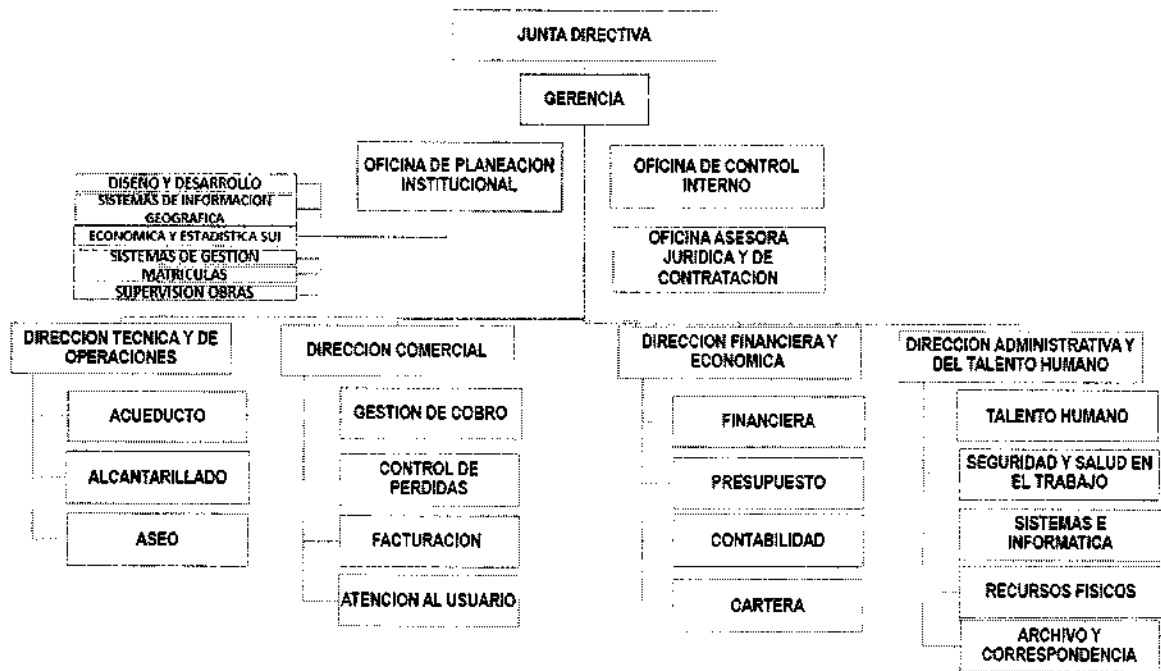 JUNTA DIRECTIVA
GERENCIA
OFICINA DE PLANEACION
INSTITUCIONAL
OFICINA DE CONTROL
INTERNO
DISEÑO Y DESARROLLO
SISTEMAS DE INFORMACION
GEOGRAFICA
ECONOMICA Y ESTADISTICA SUI
SISTEMAS DE GESTION
MATRICULAS
SUPERVISION OBRAS
OFICINA ASESORA
JURIDICA Y DE
CONTRATACION
DIRECCION TECNICA Y DE
OPERACIONES
ACUEDUCTO
ALCANTARILLADO
ASEO
DIRECCION COMERCIAL
GESTION DE COBRO
CONTROL DE
PERDIDAS
FACTURACION
ATENCION AL USUARIO
DIRECCION FINANCIERA Y
ECONOMICA
FINANCIERA
PRESUPUESTO
CONTABILIDAD
CARTERA
DIRECCION ADMINISTRATIVA Y
DEL TALENTO HUMANO
TALENTO HUMANO
SEGURIDAD Y SALUD EN
EL TRABAJO
SISTEMAS E
INFORMATICA
RECURSOS FISICOS
ARCHIVO Y
CORRESPONDENCIA